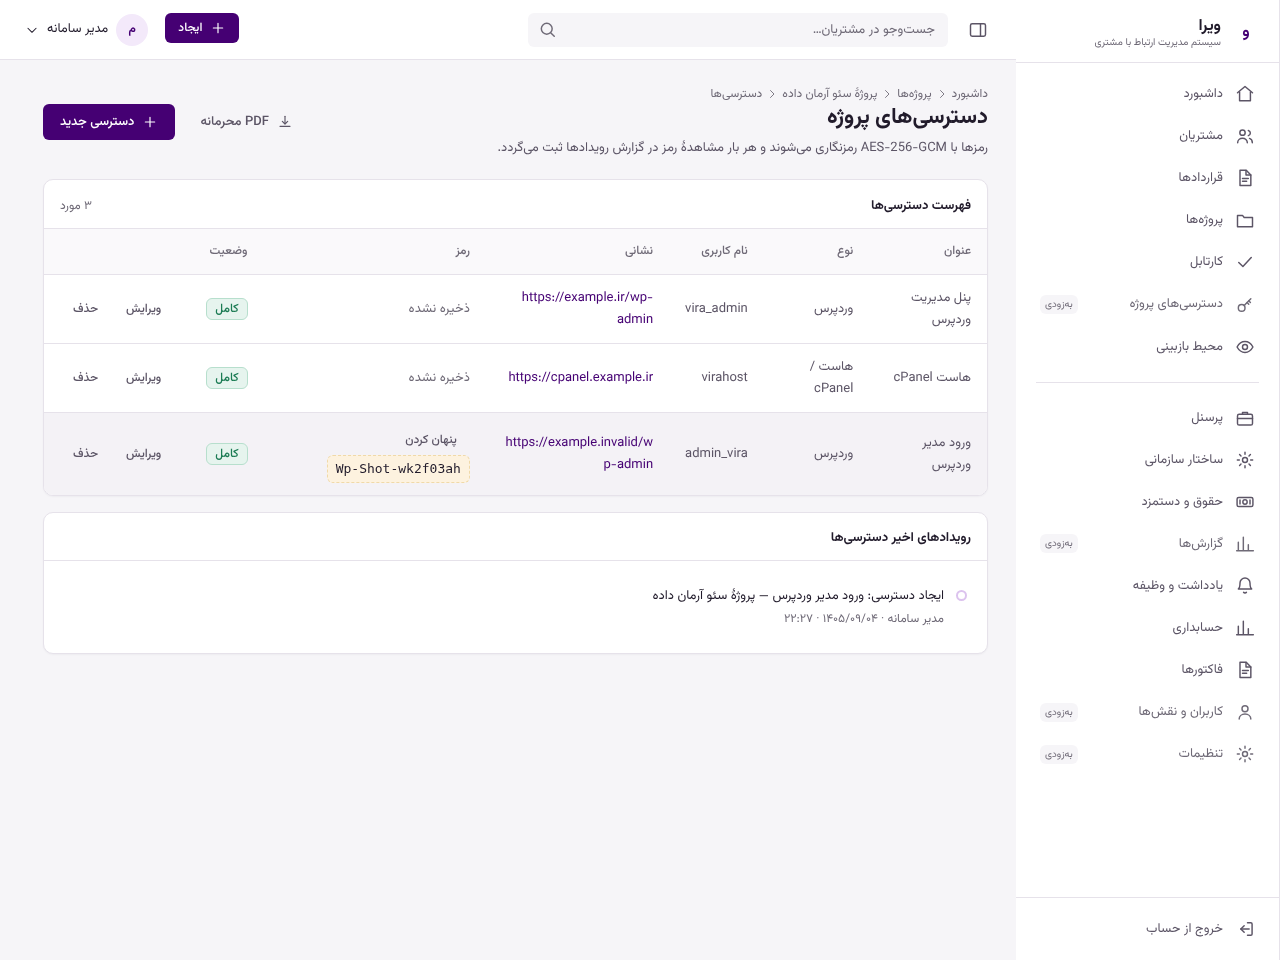 و
ویرا
سیستم مدیریت ارتباط با مشتری
داشبورد
مشتریان
قراردادها
پروژه‌ها
کارتابل
دسترسی‌های پروژه
به‌زودی
محیط بازبینی
پرسنل
ساختار سازمانی
حقوق و دستمزد
گزارش‌ها
به‌زودی
یادداشت و وظیفه
حسابداری
فاکتورها
کاربران و نقش‌ها
به‌زودی
تنظیمات
به‌زودی
خروج از حساب
جست‌وجو در مشتریان...
ایجاد
م
مدیر سامانه
داشبورد
پروژه‌ها
پروژهٔ سئو آرمان داده
دسترسی‌ها
دسترسی‌های پروژه
رمزها با AES-256-GCM رمزنگاری می‌شوند و هر بار مشاهدهٔ رمز در گزارش رویدادها ثبت می‌گردد.
PDF محرمانه
دسترسی جدید
فهرست دسترسی‌ها
۳ مورد
عنوان نوع نام کاربری نشانی رمز وضعیت
پنل مدیریت
وردپرس
وردپرس
vira_admin
https://example.ir/wp-
admin
ذخیره نشده
کامل
ویرایش
حذف
هاست cPanel
هاست /
cPanel
virahost
https://cpanel.example.ir
ذخیره نشده
کامل
ویرایش
حذف
ورود مدیر
وردپرس
وردپرس
admin_vira
https://example.invalid/w
p-admin
پنهان کردن
Wp-Shot-wk2f03ah
کامل
ویرایش
حذف
رویدادهای اخیر دسترسی‌ها
ایجاد دسترسی: ورود مدیر وردپرس — پروژهٔ سئو آرمان داده
مدیر سامانه · ۱۴۰۵/۰۹/۰۴ · ۲۲:۲۷